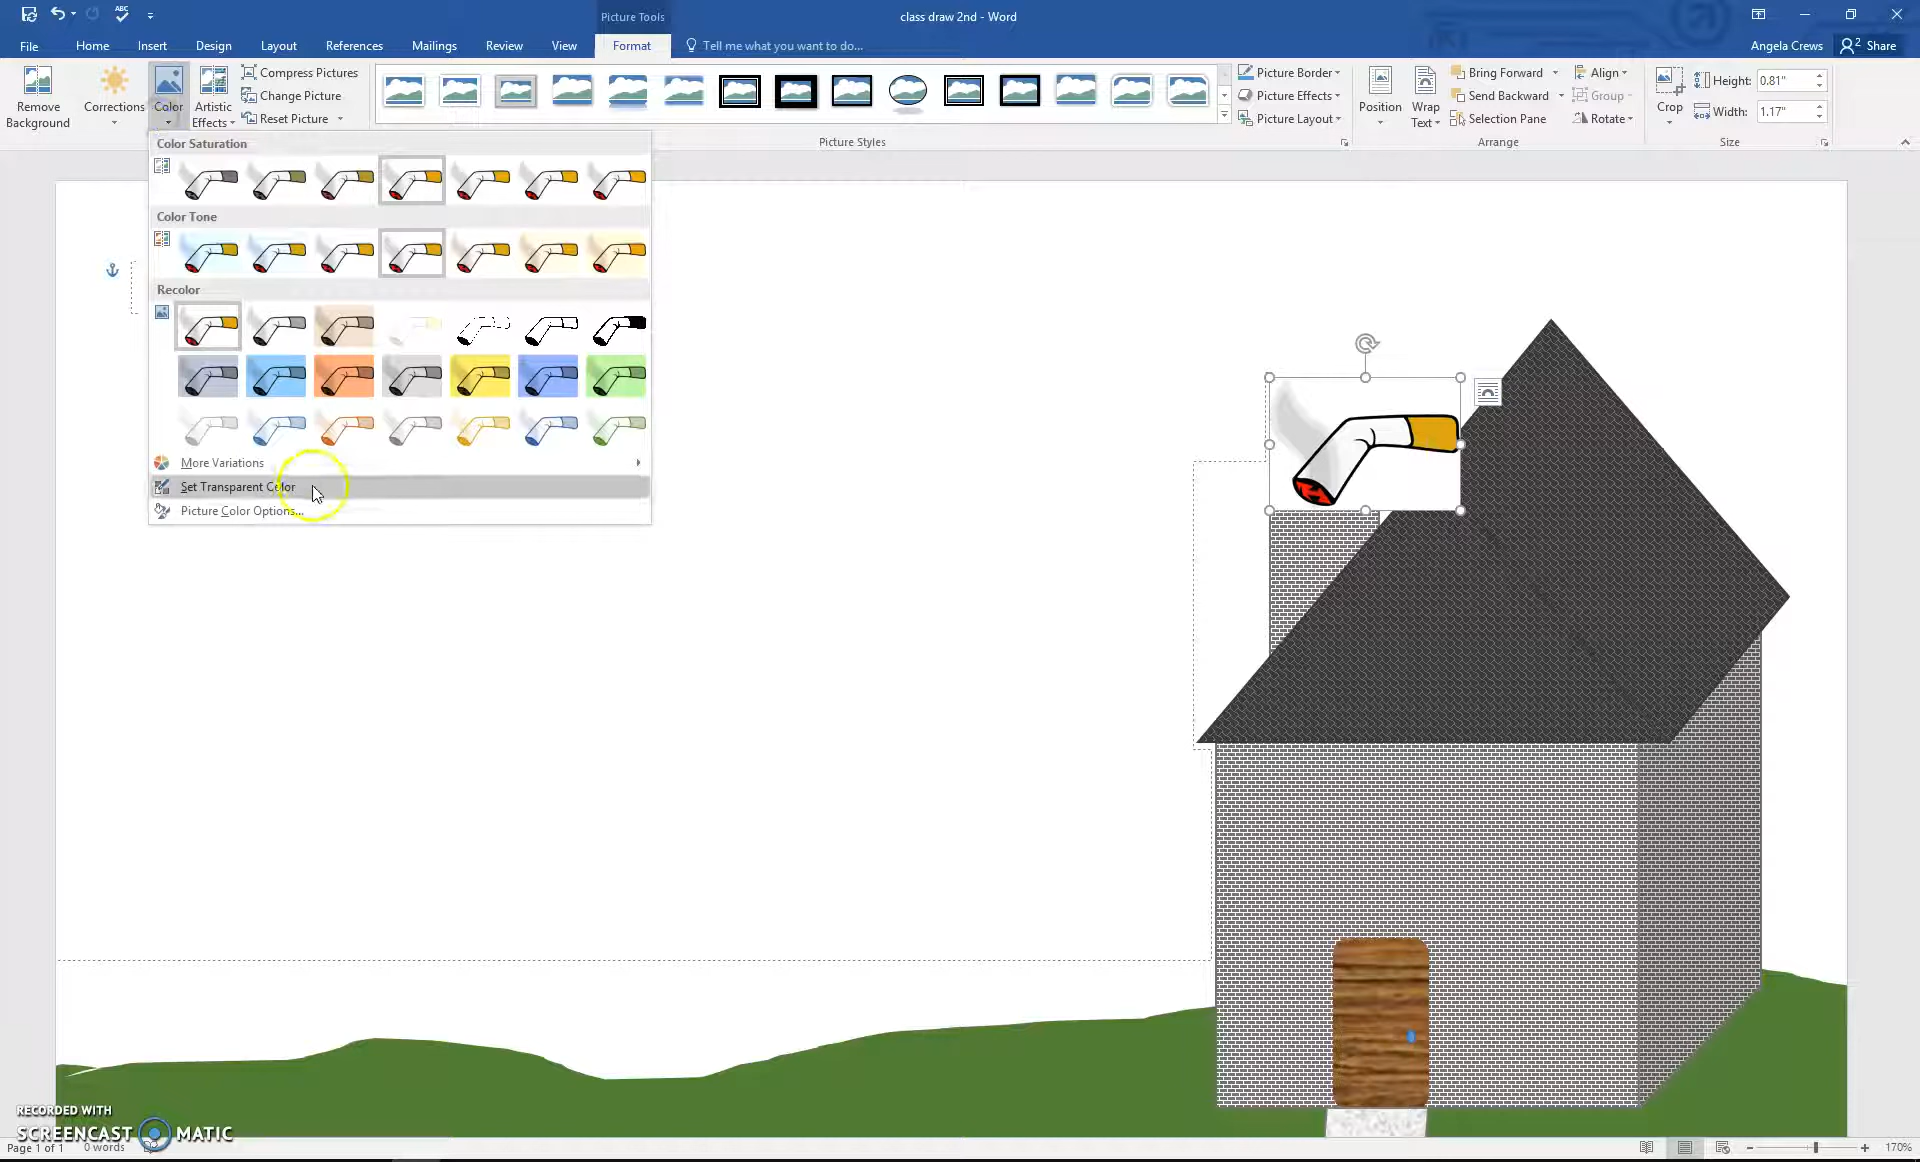 ABC
Picture Tools
class draw 2nd - Word
File Home Insert Design Layout References Mailings Review View Format Tell me what you want to do...
Angela Crews Share
Remove Background
Corrections
Color
Artistic Effects
Compress Pictures
Change Picture
Reset Picture
Picture Border
Picture Effects
Picture Layout
Picture Styles
Position
Wrap Text
Bring Forward
Send Backward
Selection Pane
Align
Group
Rotate
Arrange
Crop
Height: 0.81"
Width: 1.17"
Size
Color Saturation
Color Tone
Recolor
More Variations
Set Transparent Color
Picture Color Options...
RECORDED WITH
SCREENCAST MATIC
Page 1 of 1 0 words
170%